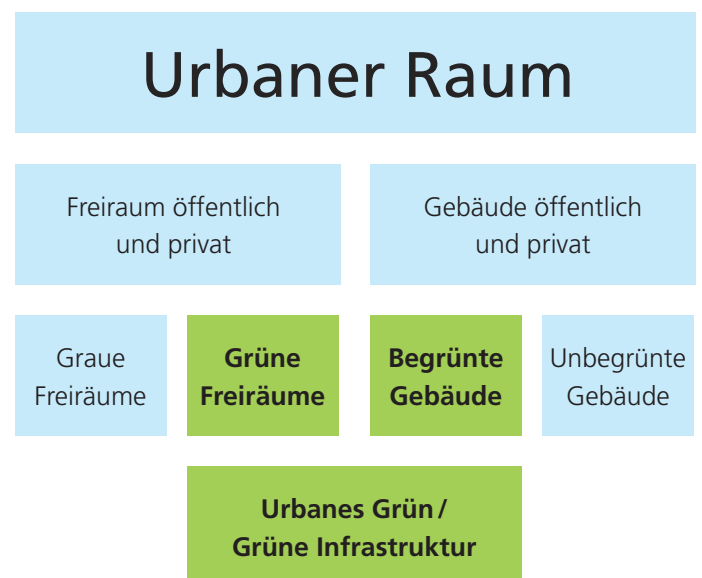 Urbaner Raum
Freiraum öffentlich
und privat
Gebäude öffentlich
und privat
Graue
Freiräume
Grüne
Freiräume
Begrünte
Gebäude
Unbegrünte
Gebäude
Urbanes Grün /
Grüne Infrastruktur